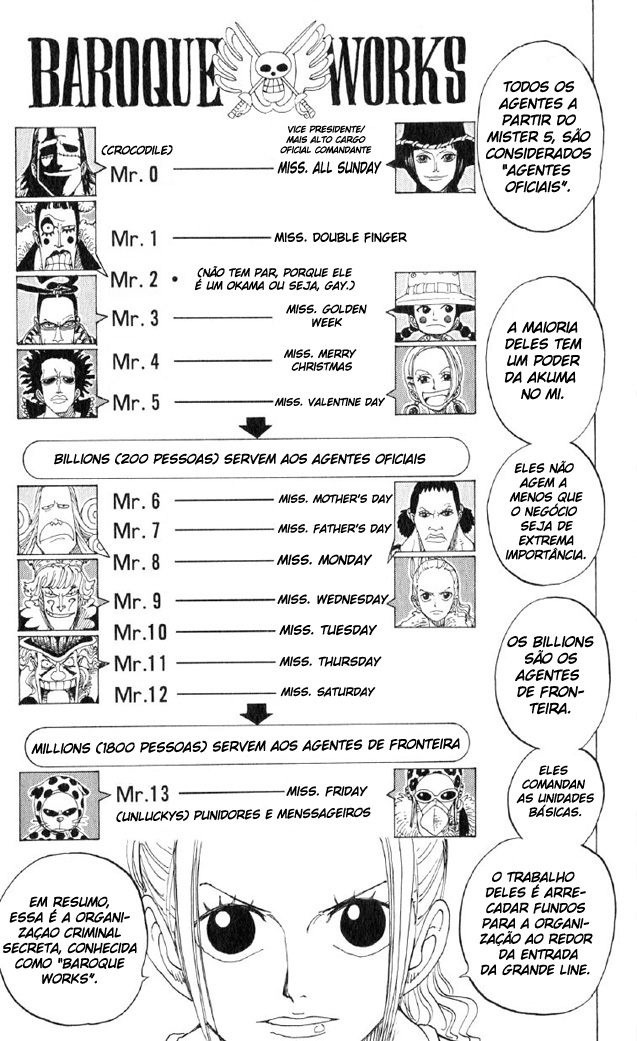 BAROQUE WORKS
TODOS OS
AGENTES A
PARTIR DO
MISTER 5, SÃO
CONSIDERADOS
"AGENTES
OFICIAIS".
(CROCODILE)
Mr. 0
VICE PRESIDENTE/
MAIS ALTO CARGO
OFICIAL COMANDANTE
MISS. ALL SUNDAY
Mr. 1 MISS. DOUBLE FINGER
Mr. 2 • (NÃO TEM PAR, PORQUE ELE
É UM OKAMA OU SEJA, GAY.)
Mr. 3 MISS. GOLDEN
WEEK
Mr. 4 MISS. MERRY
CHRISTMAS
Mr. 5 MISS. VALENTINE DAY
A MAIORIA
DELES TEM
UM PODER
DA AKUMA
NO MI.
BILLIONS (200 PESSOAS) SERVEM AOS AGENTES OFICIAIS
ELES NÃO
AGEM A
MENOS QUE
O NEGÓCIO
SEJA DE
EXTREMA
IMPORTÂNCIA.
Mr. 6 MISS. MOTHER'S DAY
Mr. 7 MISS. FATHER'S DAY
Mr. 8 MISS. MONDAY
Mr. 9 MISS. WEDNESDAY
Mr.10 MISS. TUESDAY
Mr.11 MISS. THURSDAY
Mr.12 MISS. SATURDAY
OS BILLIONS
SÃO OS
AGENTES
DE FRON-
TEIRA.
MILLIONS (1800 PESSOAS) SERVEM AOS AGENTES DE FRONTEIRA
ELES
COMANDAN
AS UNIDADES
BÁSICAS.
Mr.13 MISS. FRIDAY
(UNLUCKYS) PUNIDORES E MENSSAGEIROS
O TRABALHO
DELES É ARRE-
CADAR FUNDOS
PARA A ORGANI-
ZAÇÃO AO REDOR
DA ENTRADA
DA GRANDE LINE.
EM RESUMO,
ESSA É A ORGANI-
ZAÇAO CRIMINAL
SECRETA, CONHECIDA
COMO "BAROQUE
WORKS".